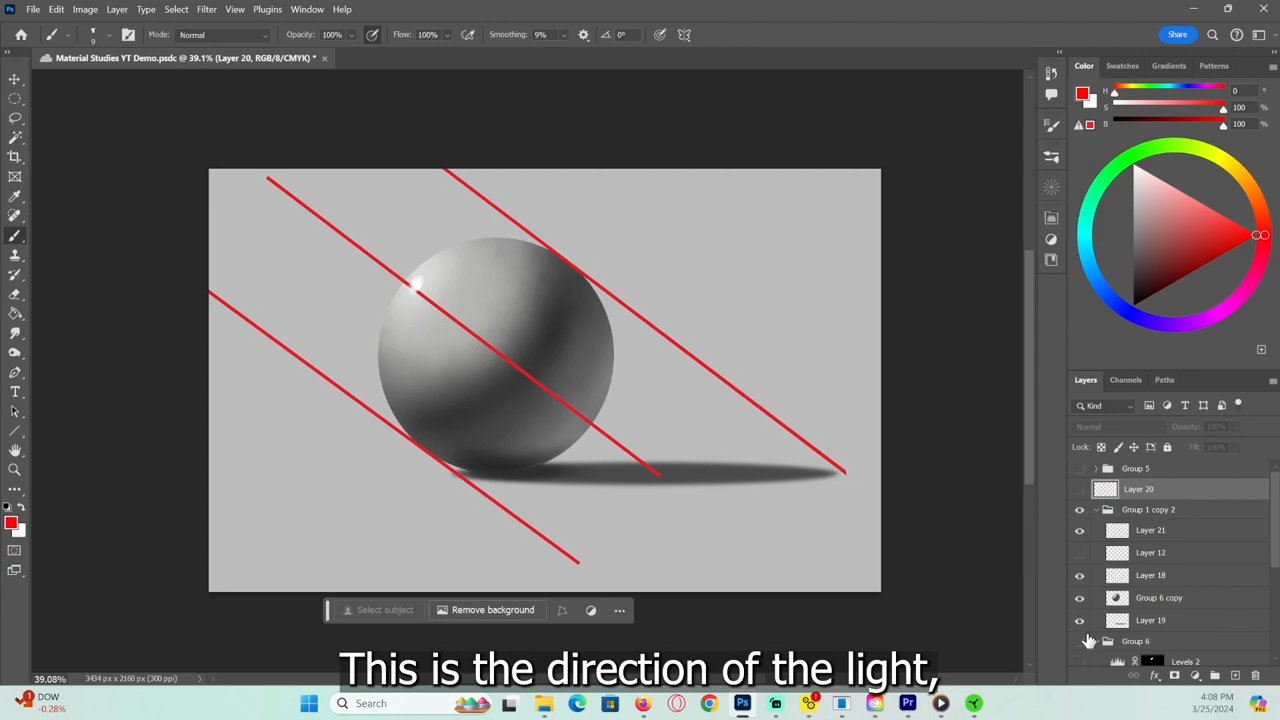 File Edit Image Layer Type Select Filter View Plugins Window Help
9 Mode: Normal Opacity: 100% Flow: 100% Smoothing: 9% 0° Share
Material Studies YT Demo.psdc @ 39.1% (Layer 20, RGB/8/CMYK) * ×
Color Swatches Gradients Patterns
H 0 °
S 100 %
B 100 %
Layers Channels Paths
Kind
Normal Opacity: 100%
Lock: Fill: 100%
Group 5
Layer 20
Group 1 copy 2
Layer 21
Layer 12
Layer 18
Group 6 copy
Layer 19
Group 6
Levels 2
Select subject Remove background
This is the direction of the light,
39.08% 3434 px x 2160 px (300 ppi)
1 DOW
-0.28%
Search
4:08 PM
3/25/2024